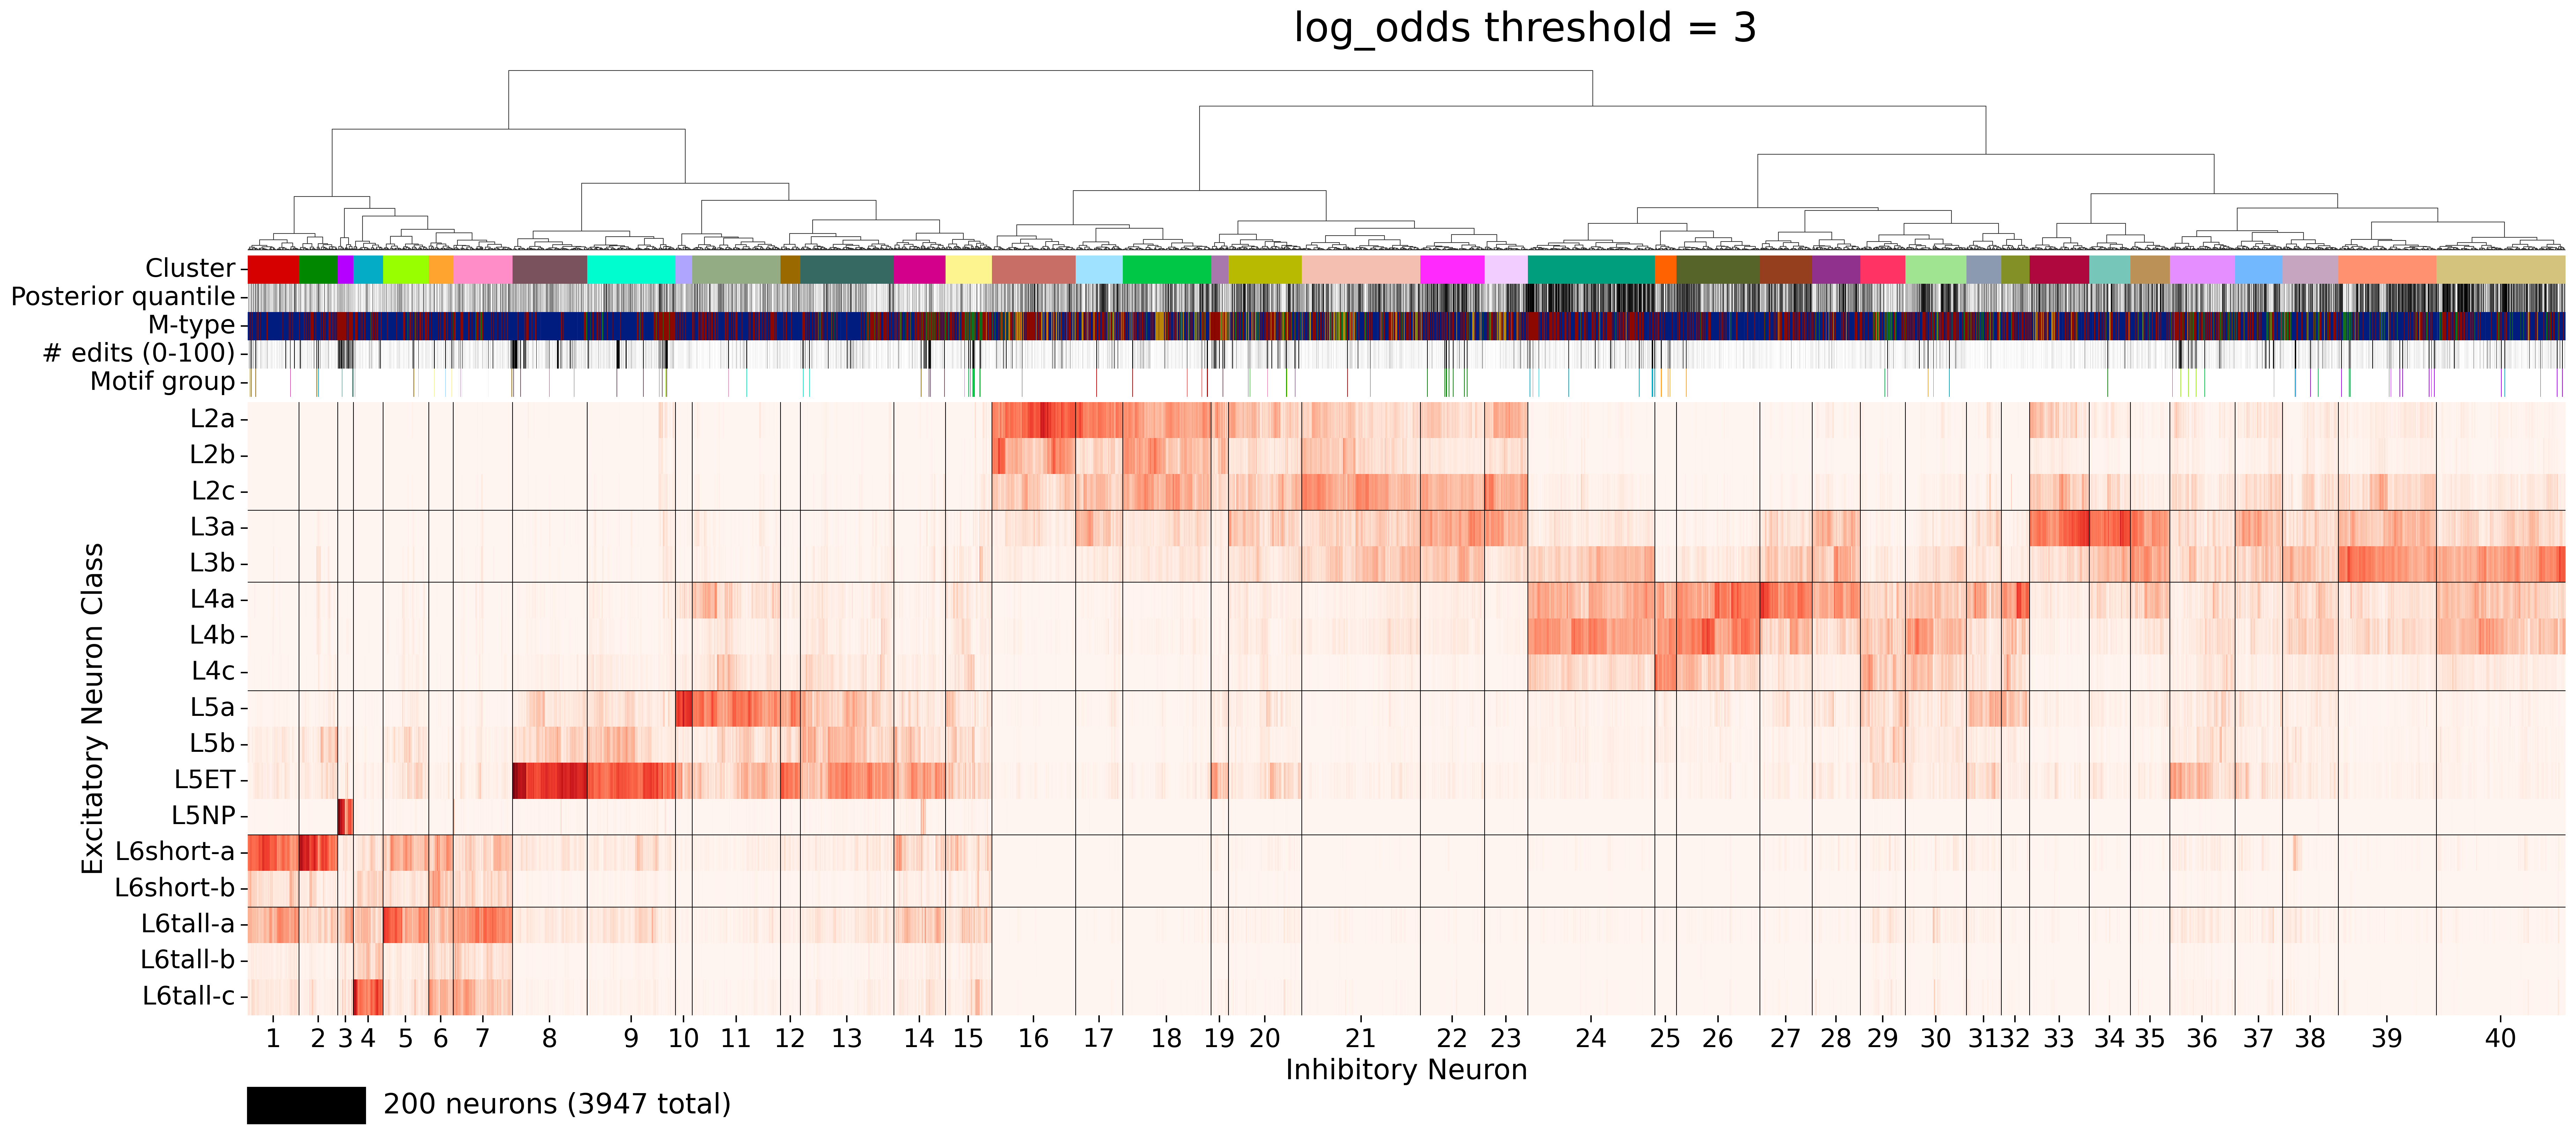 log_odds threshold = 3
Cluster
Posterior quantile
M-type
# edits (0-100)
Motif group
L2a
L2b
L2c
L3a
L3b
L4a
L4b
L4c
L5a
L5b
L5ET
L5NP
L6short-a
L6short-b
L6tall-a
L6tall-b
L6tall-c
Excitatory Neuron Class
1 2 3 4 5 6 7 8 9 10 11 12 13 14 15 16 17 18 19 20 21 22 23 24 25 26 27 28 29 30 31 32 33 34 35 36 37 38 39 40
Inhibitory Neuron
200 neurons (3947 total)